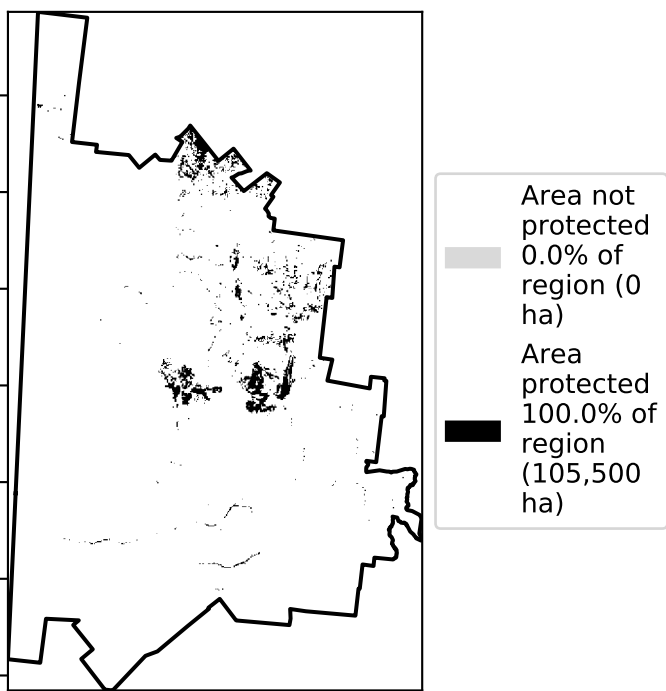 Area not
protected
0.0% of
region (0
ha)
Area
protected
100.0% of
region
(105,500
ha)